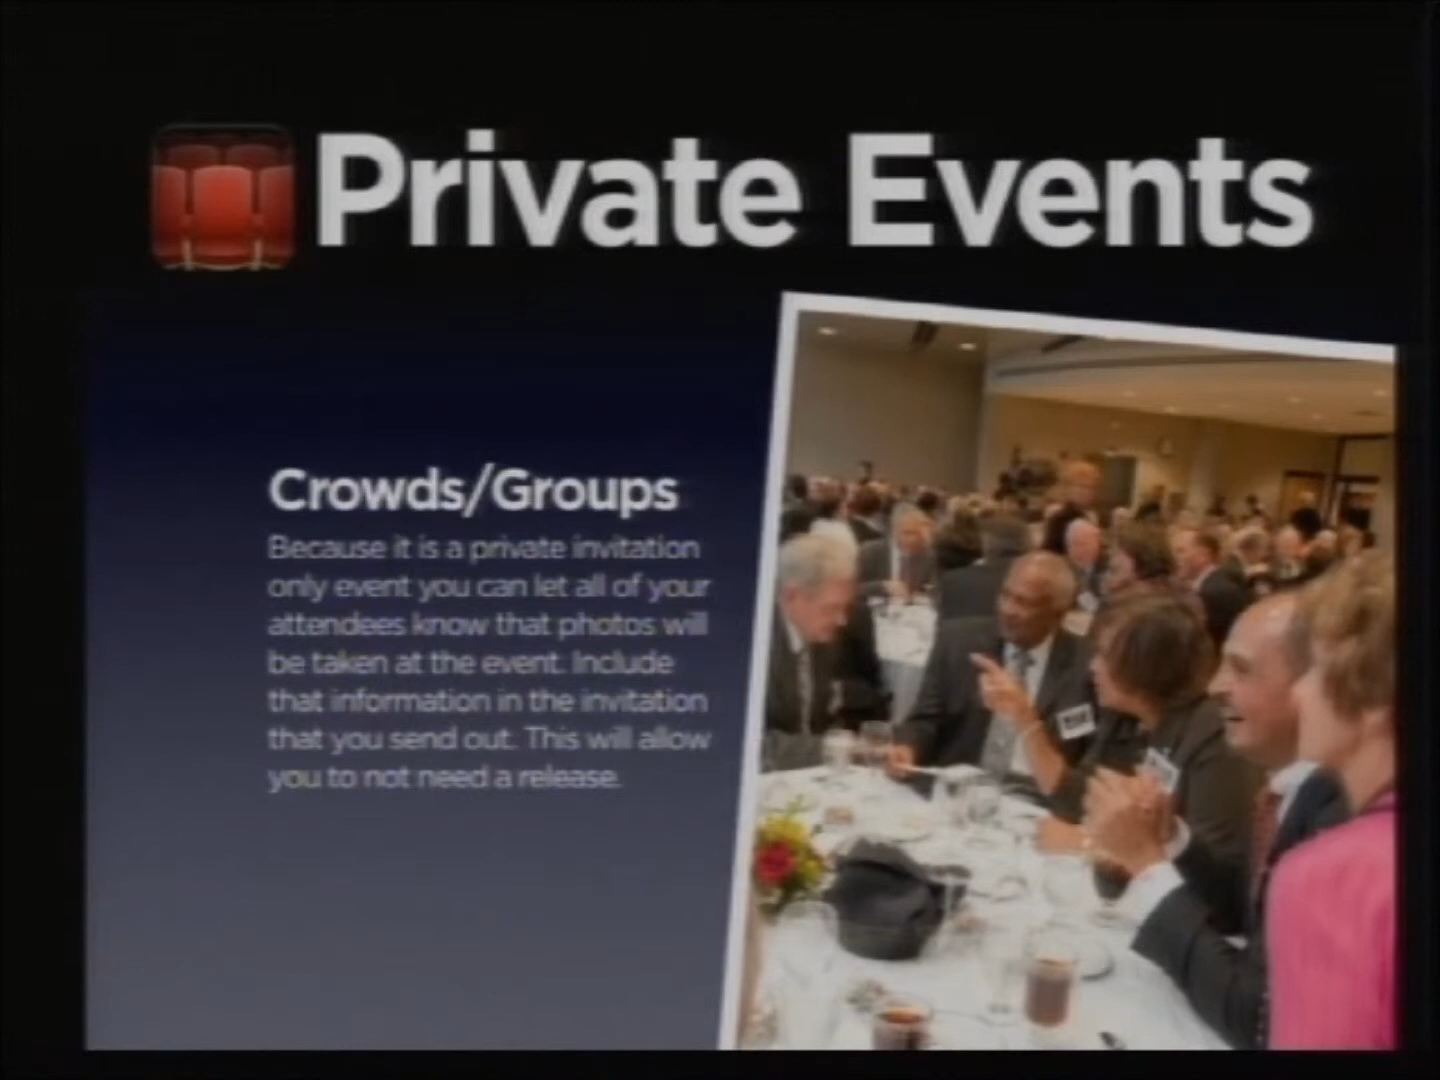 Private Events
Crowds/Groups
Because it is a private invitation
only event you can let all of your
attendees know that photos will
be taken at the event. Include
that information in the invitation
that you send out. This will allow
you to not need a release.